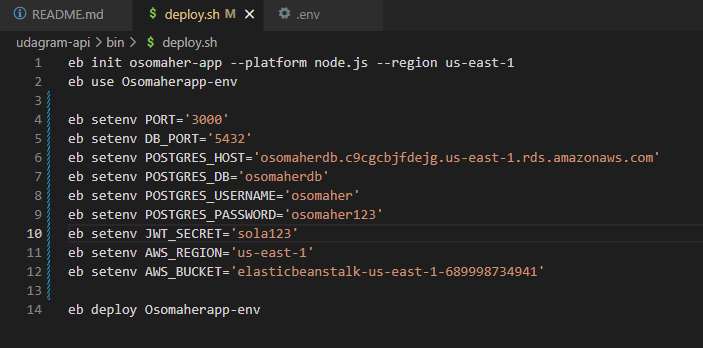 README.md deploy.sh M .env
udagram-api > bin > $ deploy.sh
1 eb init osomaher-app --platform node.js --region us-east-1
2 eb use Osomaherapp-env
3
4 eb setenv PORT='3000'
5 eb setenv DB_PORT='5432'
6 eb setenv POSTGRES_HOST='osomaherdb.c9cgcbjfdejg.us-east-1.rds.amazonaws.com'
7 eb setenv POSTGRES_DB='osomaherdb'
8 eb setenv POSTGRES_USERNAME='osomaher'
9 eb setenv POSTGRES_PASSWORD='osomaher123'
10 eb setenv JWT_SECRET='sola123'
11 eb setenv AWS_REGION='us-east-1'
12 eb setenv AWS_BUCKET='elasticbeanstalk-us-east-1-689998734941'
13
14 eb deploy Osomaherapp-env